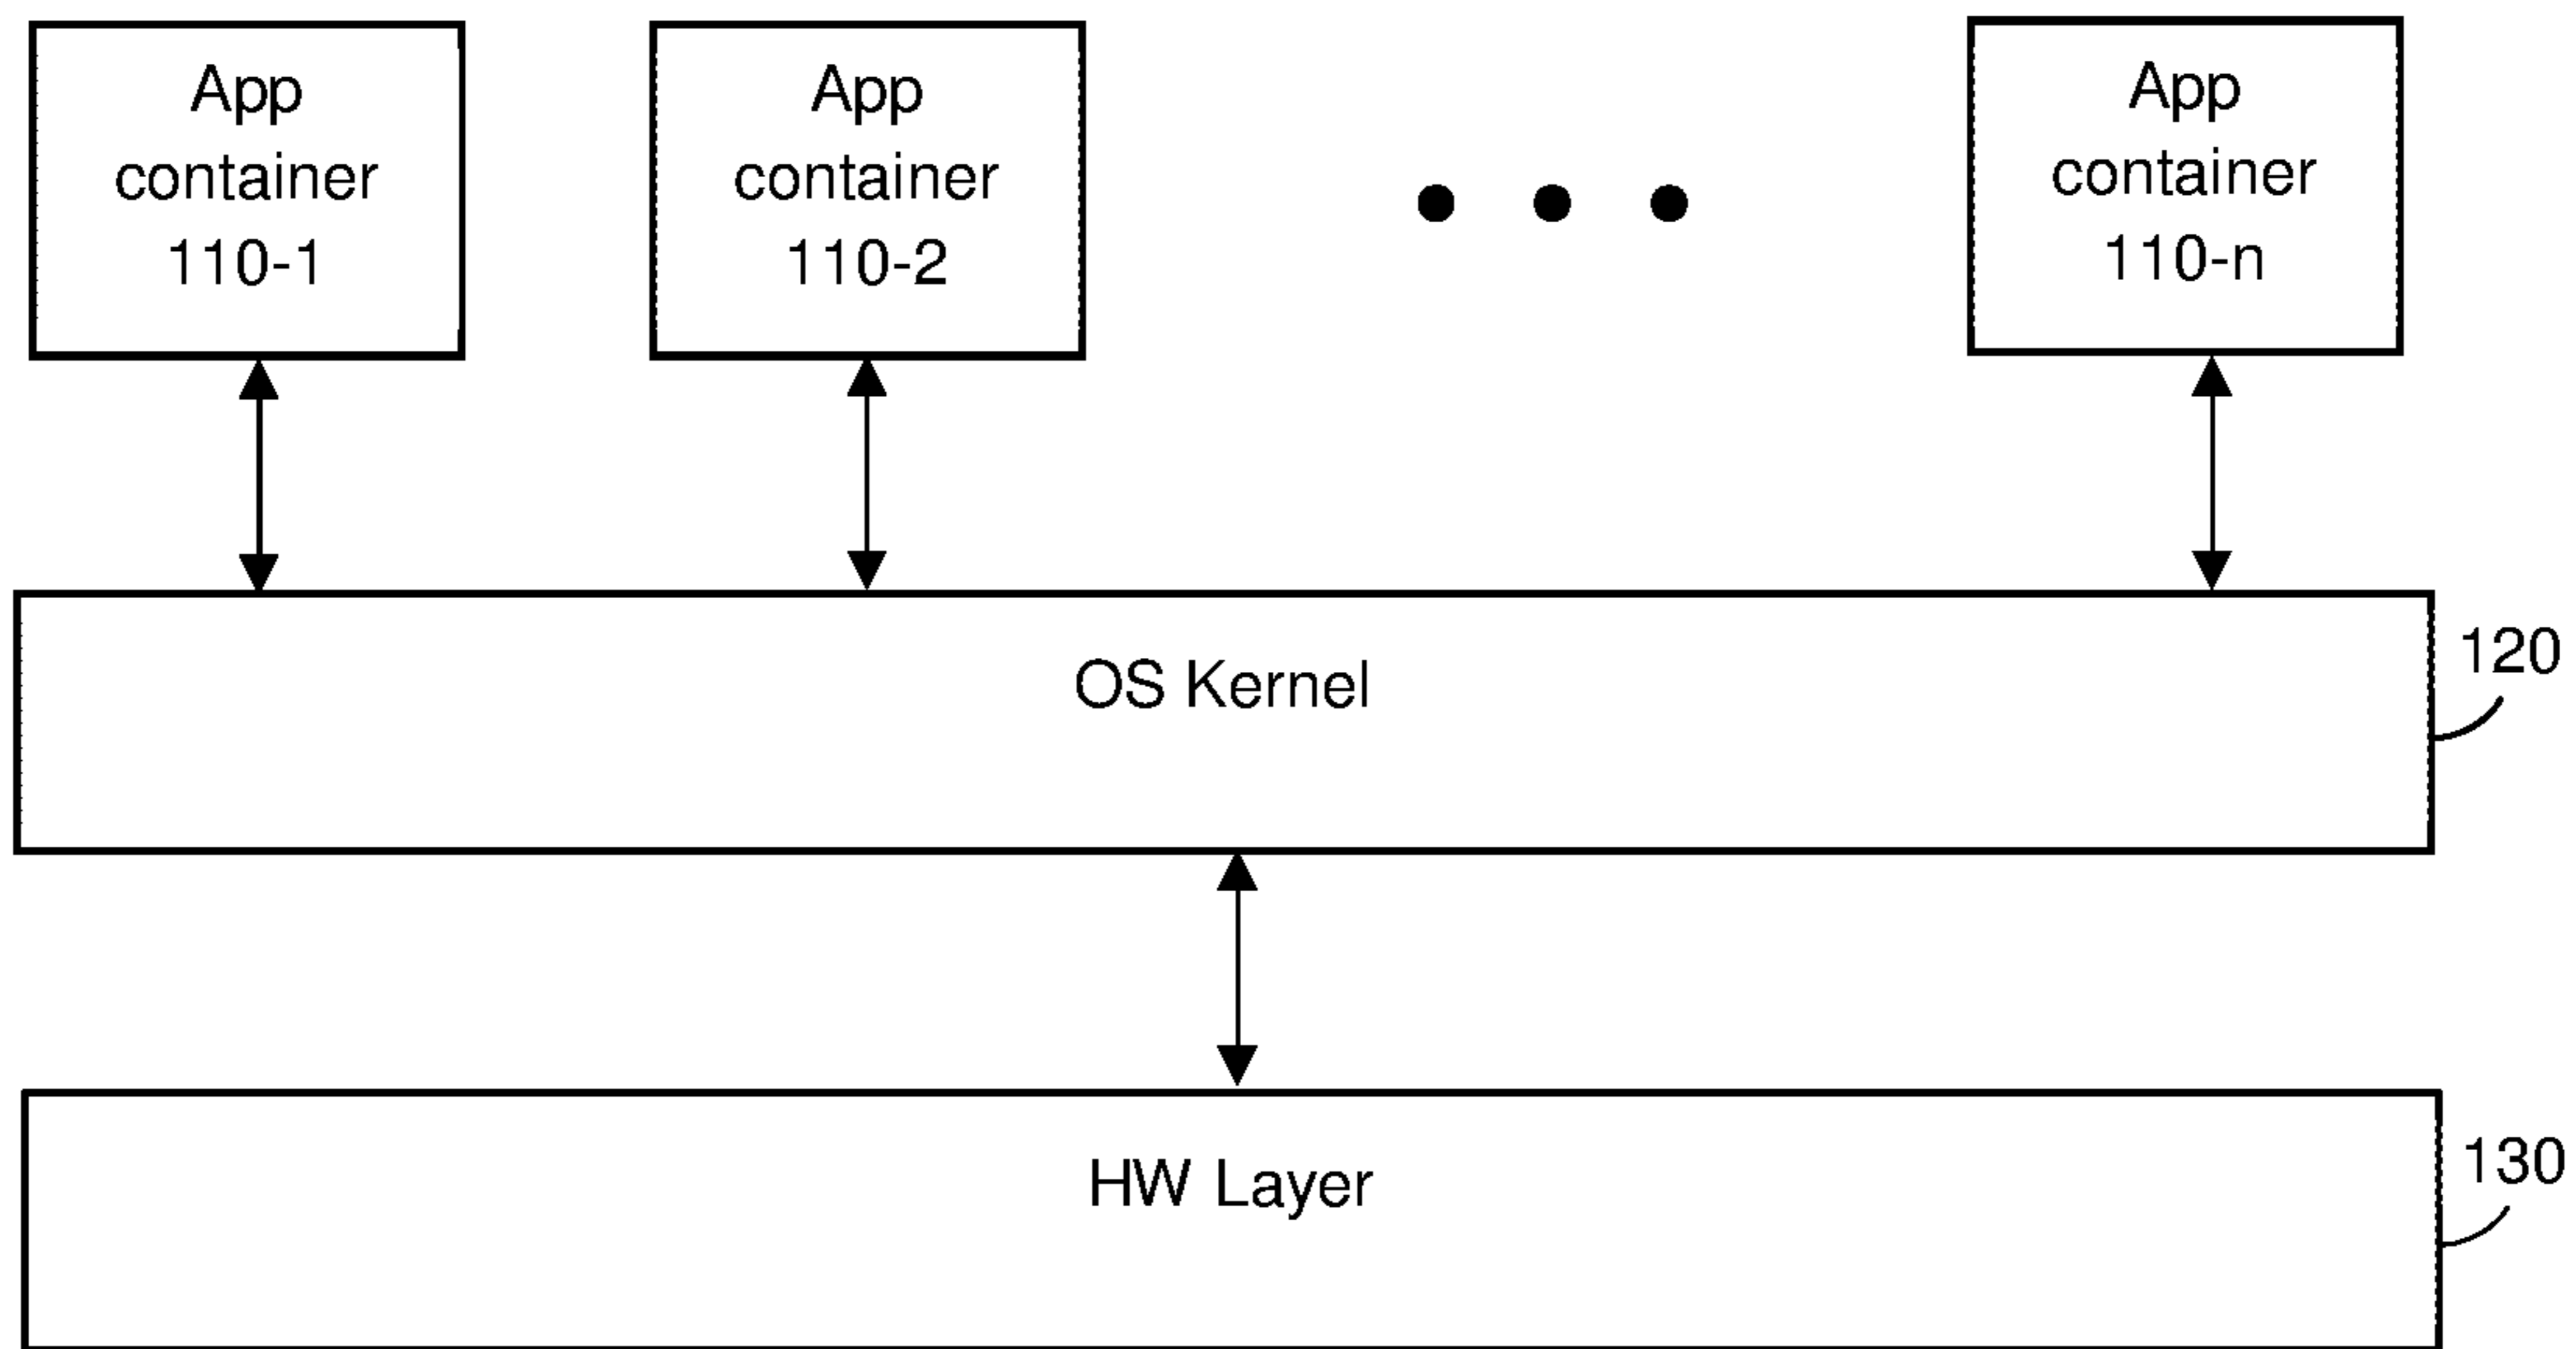 App
container
110-1
App
container
110-2
App
container
110-n
OS Kernel
120
HW Layer
130